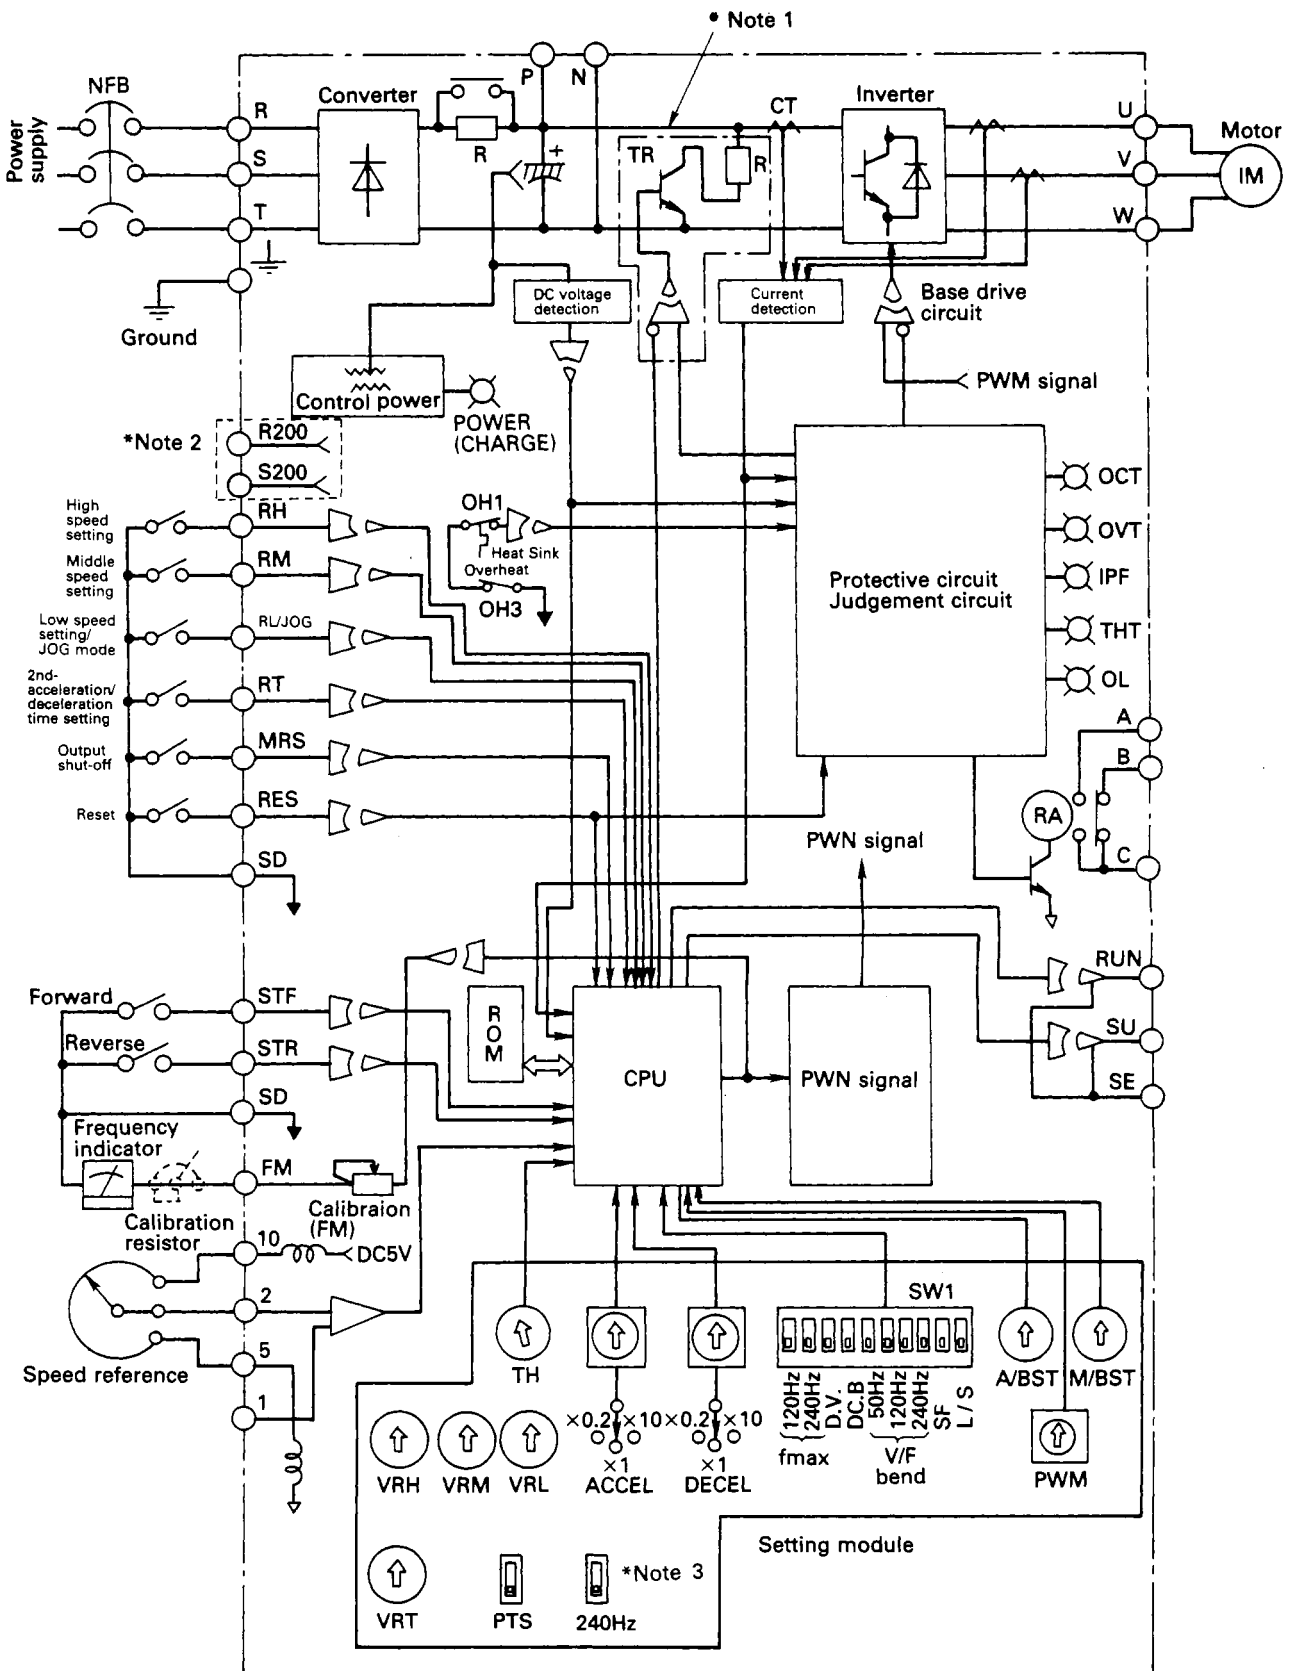 * Note 1
P
N
NFB
Power
supply
R
S
T
Converter
R
+
TR
R
CT
Inverter
U
V
W
Motor
IM
DC voltage
detection
Current
detection
Base drive
circuit
Ground
PWM signal
Control power
POWER
(CHARGE)
*Note 2
R200
S200
High
speed
setting
RH
OH1
Heat Sink
Overheat
OH3
Middle
speed
setting
RM
Low speed
setting/
JOG mode
RL/JOG
2nd-
acceleration/
deceleration
time setting
RT
Output
shut-off
MRS
Reset
RES
SD
Protective circuit
Judgement circuit
OCT
OVT
IPF
THT
OL
A
B
C
RA
PWN signal
RUN
SU
SE
Forward
STF
Reverse
STR
SD
ROM
CPU
PWN signal
Frequency
indicator
FM
Calibraion
(FM)
Calibration
resistor
10
DC5V
2
5
1
Speed reference
TH
SW1
A/BST
M/BST
×0.2
×10
×1
ACCEL
×0.2
×10
×1
DECEL
120Hz
240Hz
D.V.
DC.B
50Hz
120Hz
240Hz
SF
L/S
fmax
V/F
bend
PWM
VRH
VRM
VRL
Setting module
VRT
PTS
240Hz
*Note 3